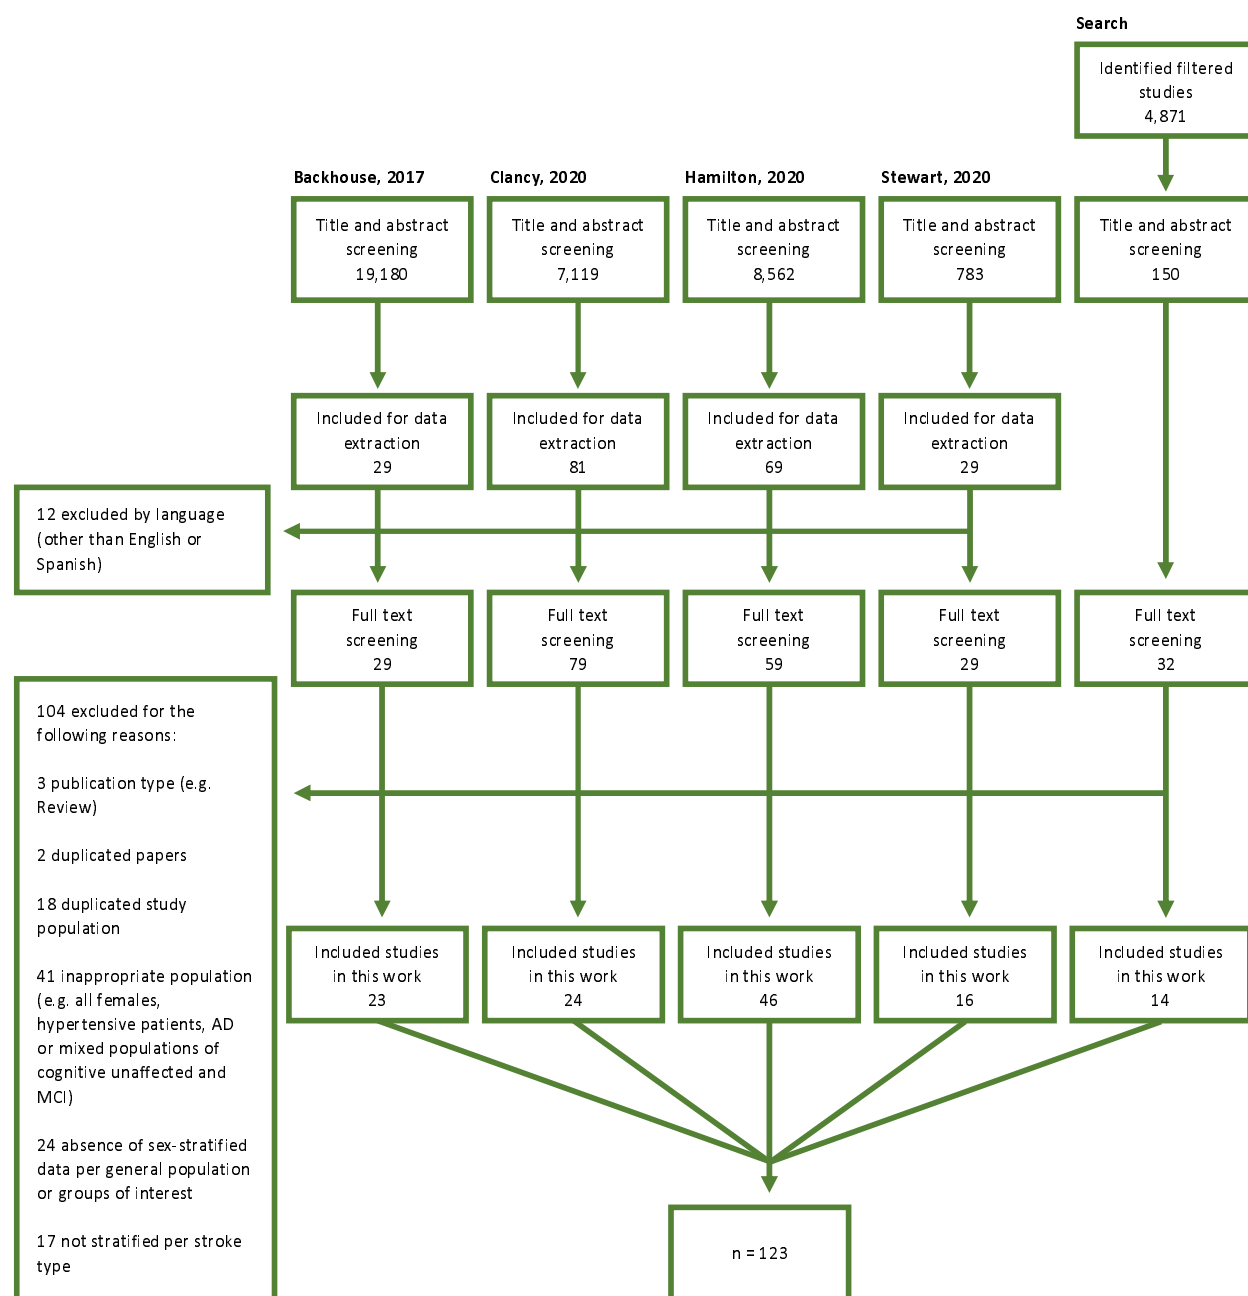 Search
Identified filtered
studies
4,871
Backhouse, 2017
Clancy, 2020
Hamilton, 2020
Stewart, 2020
Title and abstract
screening
19,180
Title and abstract
screening
7,119
Title and abstract
screening
8,562
Title and abstract
screening
783
Title and abstract
screening
150
Included for data
extraction
29
Included for data
extraction
81
Included for data
extraction
69
Included for data
extraction
29
12 excluded by language
(other than English or
Spanish)
Full text
screening
29
Full text
screening
79
Full text
screening
59
Full text
screening
29
Full text
screening
32
104 excluded for the
following reasons:
3 publication type (e.g.
Review)
2 duplicated papers
18 duplicated study
population
41 inappropriate population
(e.g. all females,
hypertensive patients, AD
or mixed populations of
cognitive unaffected and
MCI)
24 absence of sex-stratified
data per general population
or groups of interest
17 not stratified per stroke
type
Included studies
in this work
23
Included studies
in this work
24
Included studies
in this work
46
Included studies
in this work
16
Included studies
in this work
14
n = 123